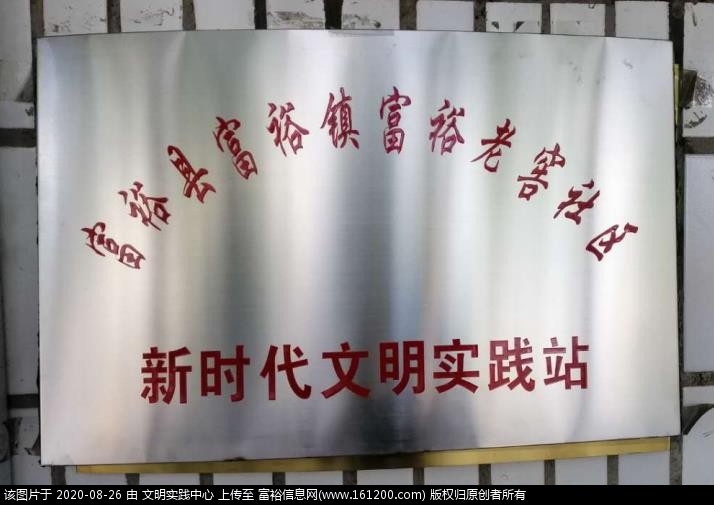 富裕县富裕镇富裕老窖社区
新时代文明实践站
该图片于 2020-08-26 由 文明实践中心 上传至 富裕信息网(www.161200.com) 版权归原创者所有